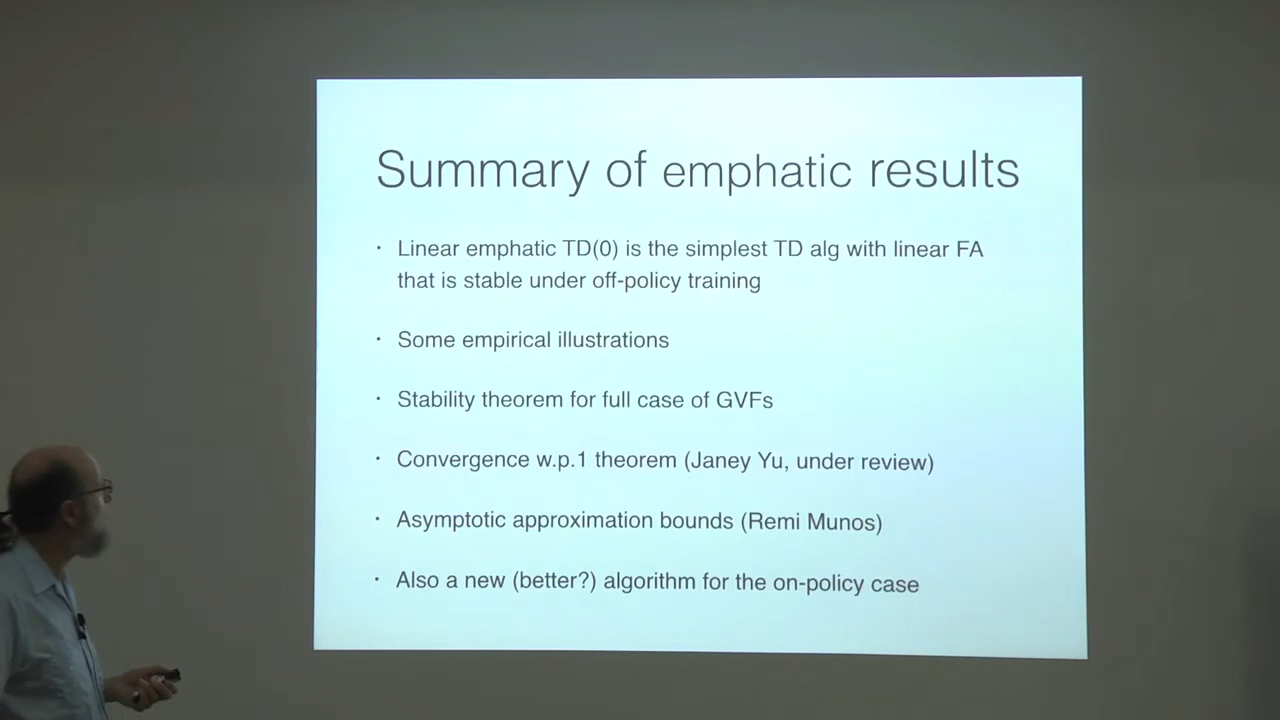 Summary of emphatic results
• Linear emphatic TD(0) is the simplest TD alg with linear FA
that is stable under off-policy training
• Some empirical illustrations
• Stability theorem for full case of GVFs
• Convergence w.p.1 theorem (Janey Yu, under review)
• Asymptotic approximation bounds (Remi Munos)
• Also a new (better?) algorithm for the on-policy case